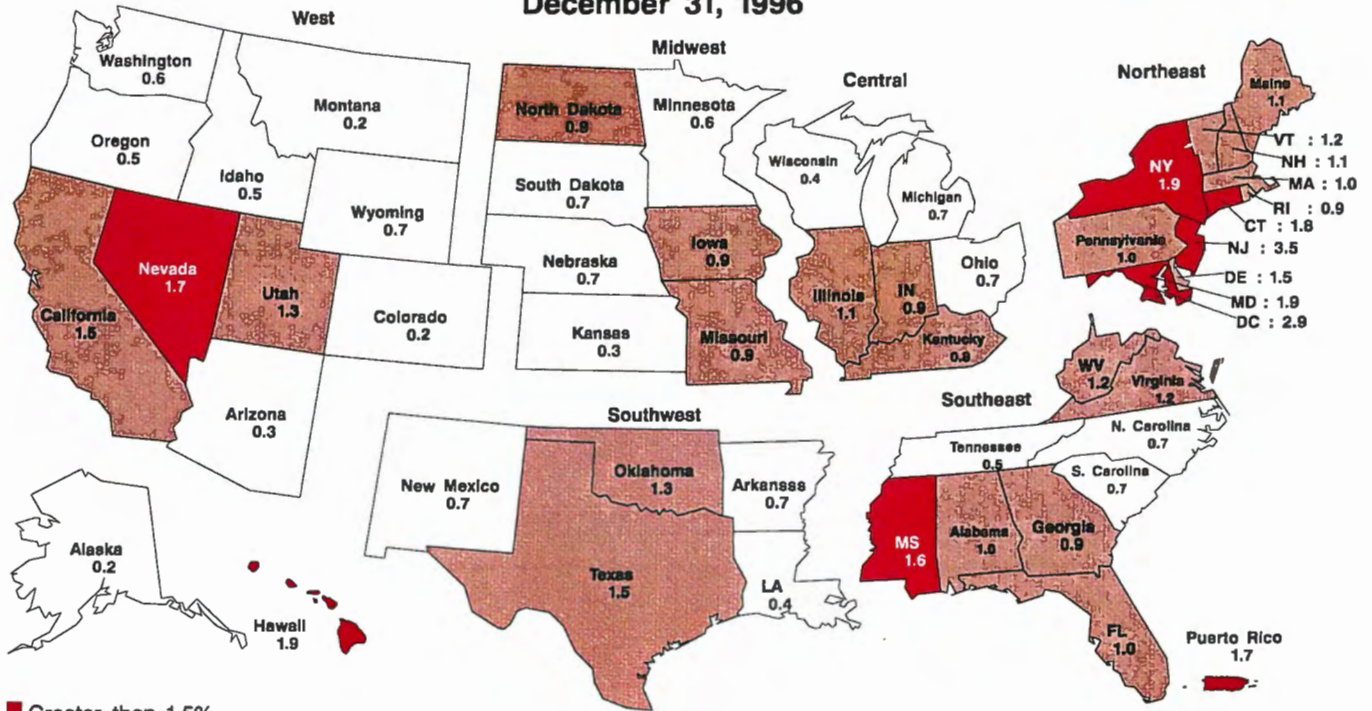 December 31, 1996
West
Midwest
Central
Northeast
Washington
0.6
Montana
0.2
Oregon
0.5
Idaho
0.5
Wyoming
0.7
Nevada
1.7
Utah
1.3
California
1.5
Colorado
0.2
Arizona
0.3
Alaska
0.2
Hawaii
1.9
North Dakota
0.9
Minnesota
0.6
South Dakota
0.7
Nebraska
0.7
Iowa
0.9
Kansas
0.3
Missouri
0.9
Wisconsin
0.4
Michigan
0.7
Illinois
1.1
IN
0.9
Ohio
0.7
Kentucky
0.8
Maine
1.1
NY
1.9
VT : 1.2
NH : 1.1
MA : 1.0
RI : 0.9
CT : 1.8
NJ : 3.5
Pennsylvania
1.0
DE : 1.5
MD : 1.9
DC : 2.9
Southwest
New Mexico
0.7
Oklahoma
1.3
Arkansas
0.7
Texas
1.5
LA
0.4
Southeast
WV
1.2
Virginia
1.2
Tennessee
0.5
N. Carolina
0.7
S. Carolina
0.7
MS
1.6
Alabama
1.0
Georgia
0.9
FL
1.0
Puerto Rico
1.7
Greater than 1.5%